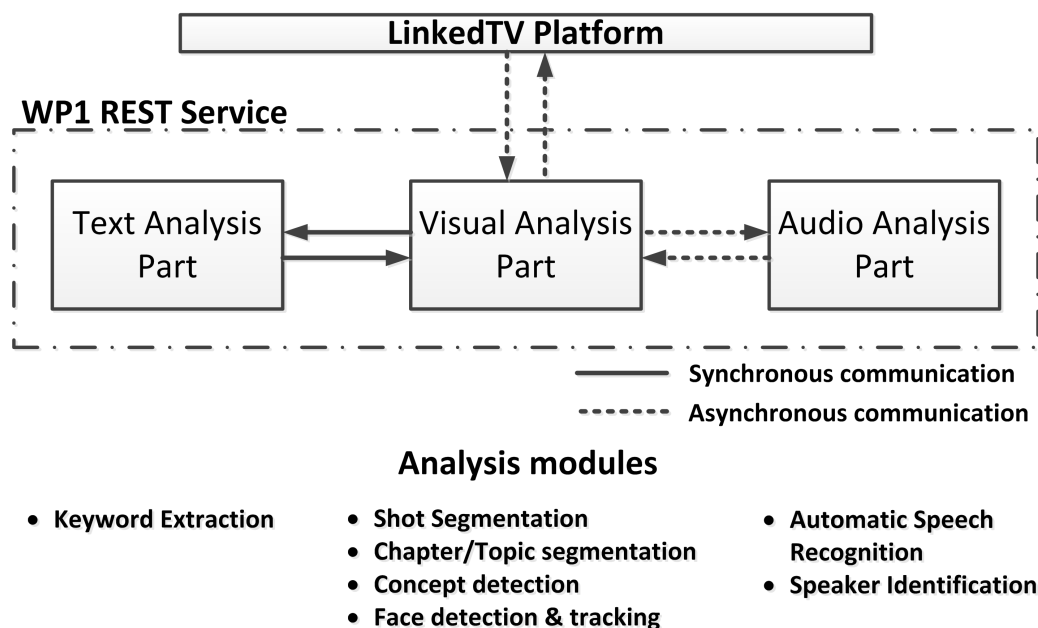 LinkedTV Platform
WP1 REST Service
Text Analysis
Part
Visual Analysis
Part
Audio Analysis
Part
Synchronous communication
Asynchronous communication
Analysis modules
• Keyword Extraction
• Shot Segmentation
• Chapter/Topic segmentation
• Concept detection
• Face detection & tracking
• Automatic Speech
Recognition
• Speaker Identification